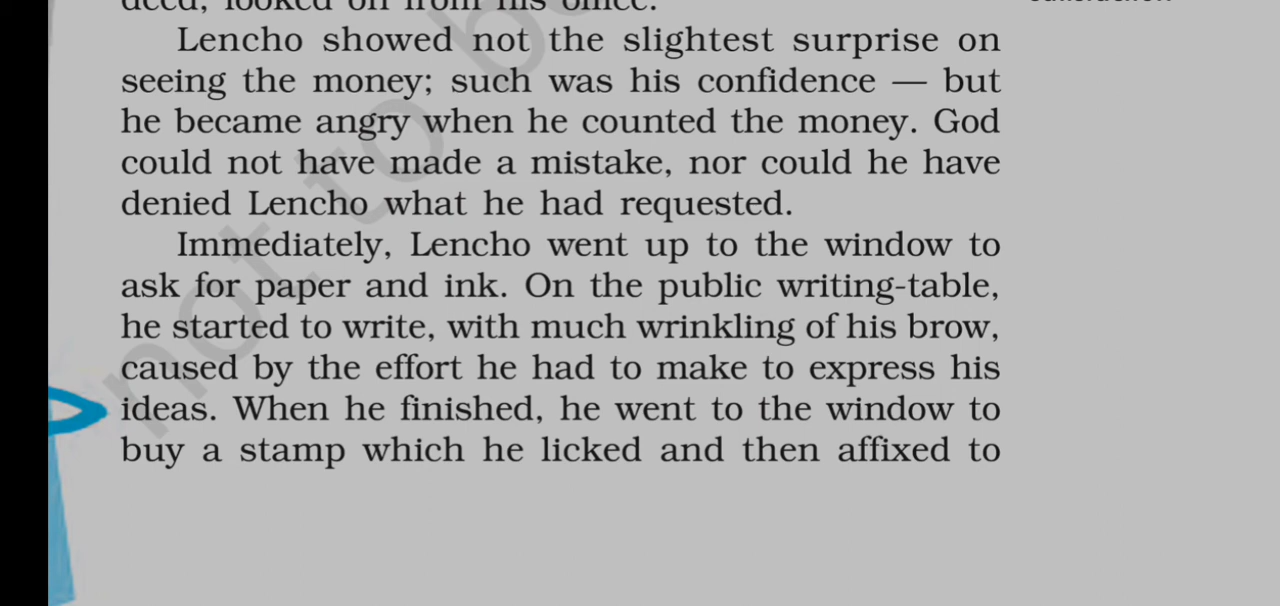 Lencho showed not the slightest surprise on
seeing the money; such was his confidence — but
he became angry when he counted the money. God
could not have made a mistake, nor could he have
denied Lencho what he had requested.
Immediately, Lencho went up to the window to
ask for paper and ink. On the public writing-table,
he started to write, with much wrinkling of his brow,
caused by the effort he had to make to express his
ideas. When he finished, he went to the window to
buy a stamp which he licked and then affixed to
not to be